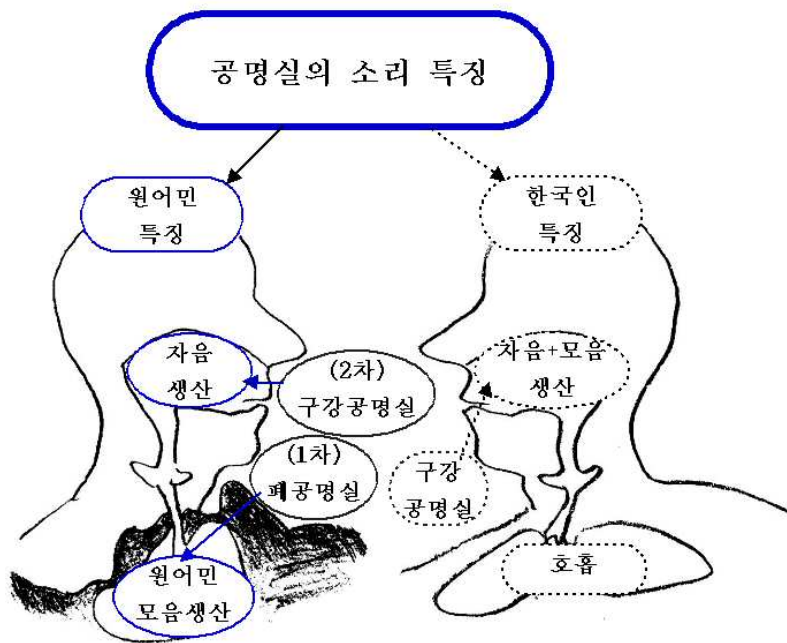 공명실의 소리 특징
원어민
특징
한국인
특징
자음
생산
(2차)
구강공명실
자음+모음
생산
(1차)
폐공명실
구강
공명실
원어민
모음생산
호흡